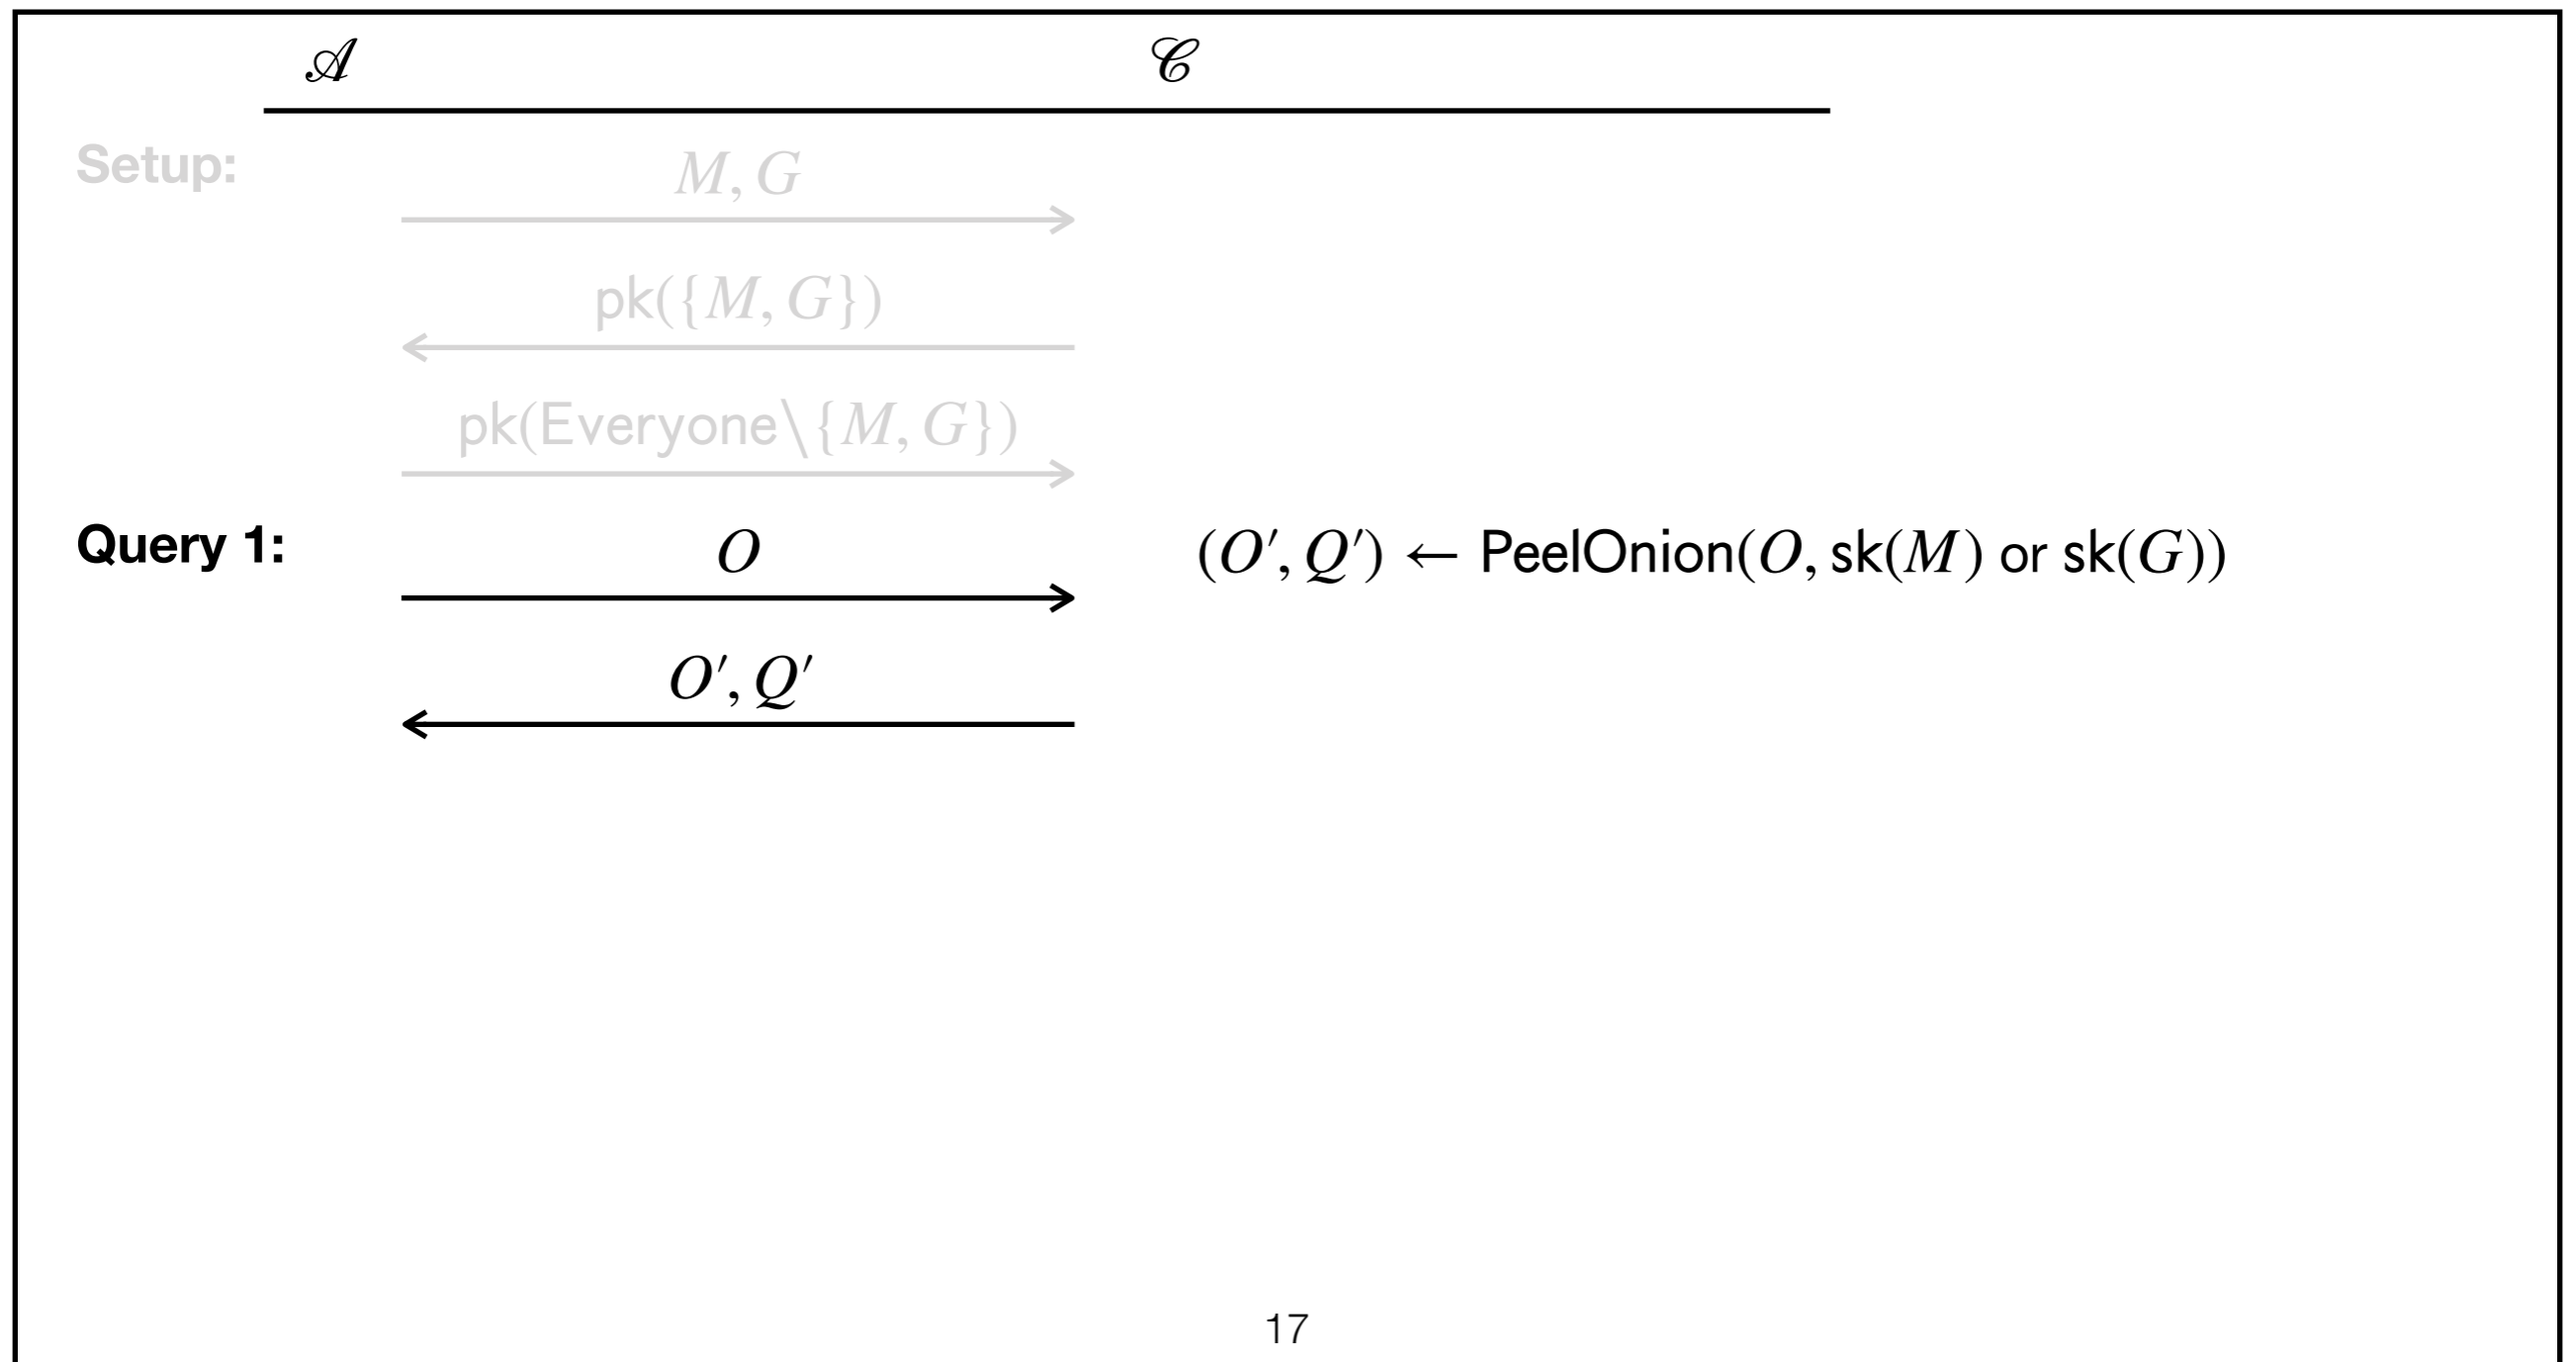 𝒜 𝒞
Setup:
M, G
pk({M, G})
pk(Everyone\{M, G})
Query 1: O (O′, Q′) ← PeelOnion(O, sk(M) or sk(G))
O′, Q′
17